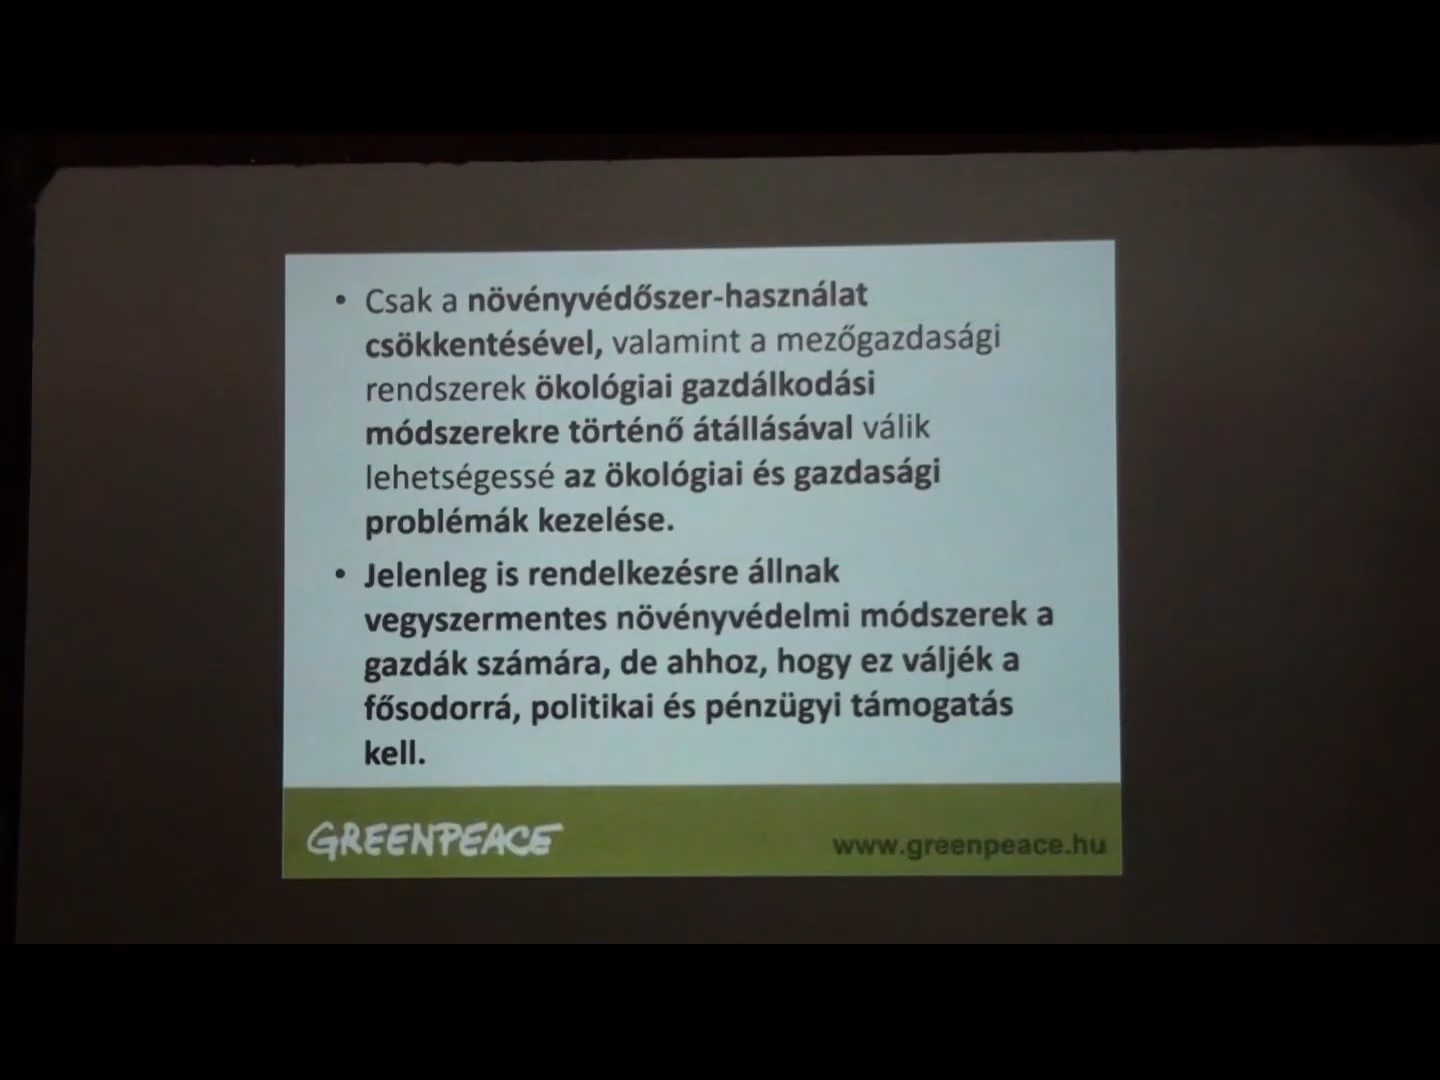 • Csak a növényvédőszer-használat
csökkentésével, valamint a mezőgazdasági
rendszerek ökológiai gazdálkodási
módszerekre történő átállásával válik
lehetségessé az ökológiai és gazdasági
problémák kezelése.
• Jelenleg is rendelkezésre állnak
vegyszermentes növényvédelmi módszerek a
gazdák számára, de ahhoz, hogy ez váljék a
fősodorrá, politikai és pénzügyi támogatás
kell.
GREENPEACE
www.greenpeace.hu